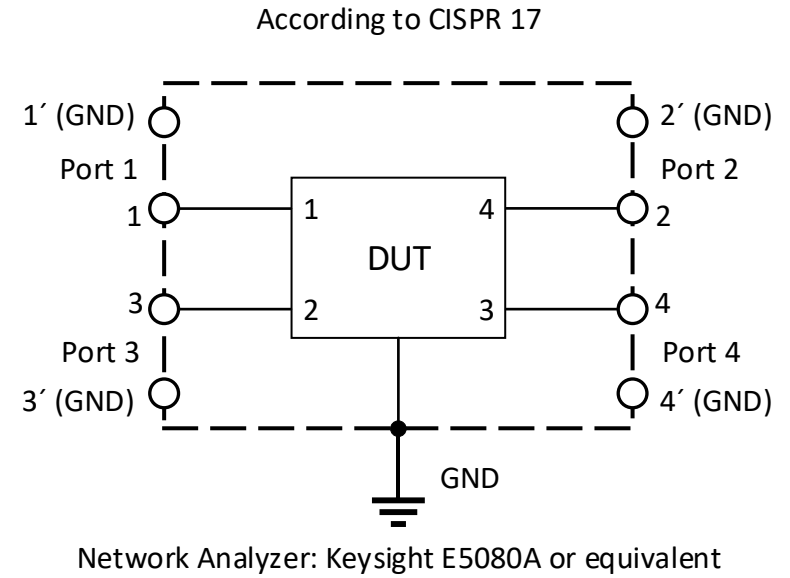 According to CISPR 17
1´ (GND)
2´ (GND)
Port 1
Port 2
1
1
4
2
DUT
3
2
3
4
Port 3
Port 4
3´ (GND)
4´ (GND)
GND
Network Analyzer: Keysight E5080A or equivalent